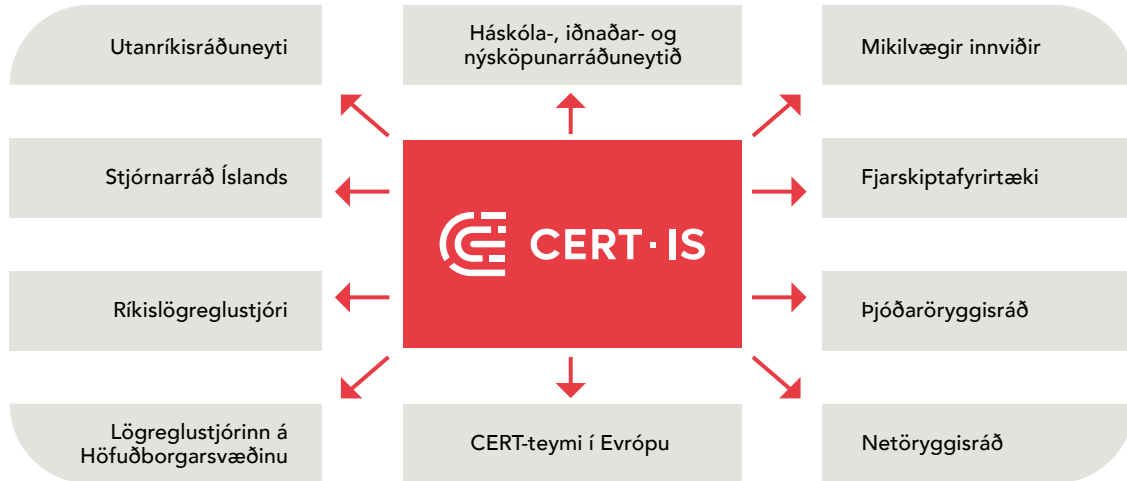 Utanríkisráðuneyti
Háskóla-, iðnaðar- og
nýsköpunarráðuneytið
Mikilvægir innviðir
Stjórnarráð Íslands
Fjarskiptafyrirtæki
CERT·IS
Ríkislögreglustjóri
Þjóðaröryggisráð
Lögreglustjórinn á
Höfuðborgarsvæðinu
CERT-teymi í Evrópu
Netöryggisráð